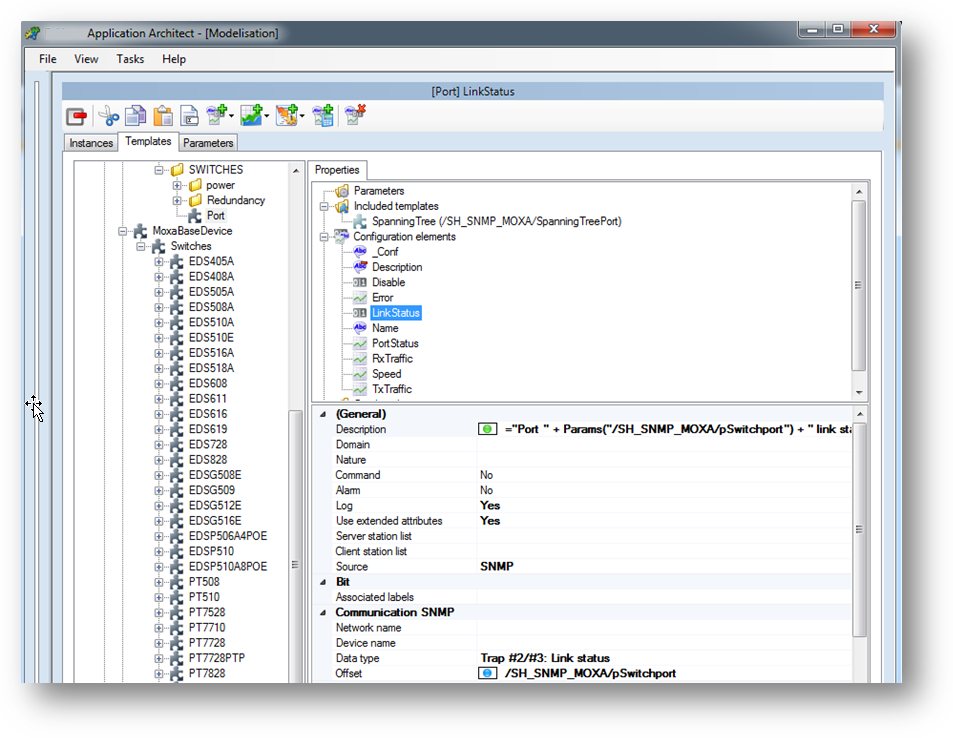 Application Architect - [Modelisation]
File View Tasks Help
[Port] LinkStatus
Instances Templates Parameters
SWITCHES
power
Redundancy
Port
MoxaBaseDevice
Switches
EDS405A
EDS408A
EDS505A
EDS508A
EDS510A
EDS510E
EDS516A
EDS518A
EDS608
EDS611
EDS616
EDS619
EDS728
EDS828
EDSG508E
EDSG509
EDSG512E
EDSG516E
EDSP506A4POE
EDSP510
EDSP510A8POE
PT508
PT510
PT7528
PT7710
PT7728
PT7728PTP
PT7828
Properties
Parameters
Included templates
SpanningTree (/SH_SNMP_MOXA/SpanningTreePort)
Configuration elements
_Conf
Description
Disable
Error
LinkStatus
Name
PortStatus
RxTraffic
Speed
TxTraffic
(General)
Description ="Port " + Params("/SH_SNMP_MOXA/pSwitchport") + " link sta
Domain
Nature
Command No
Alarm No
Log Yes
Use extended attributes Yes
Server station list
Client station list
Source SNMP
Bit
Associated labels
Communication SNMP
Network name
Device name
Data type Trap #2/#3: Link status
Offset /SH_SNMP_MOXA/pSwitchport